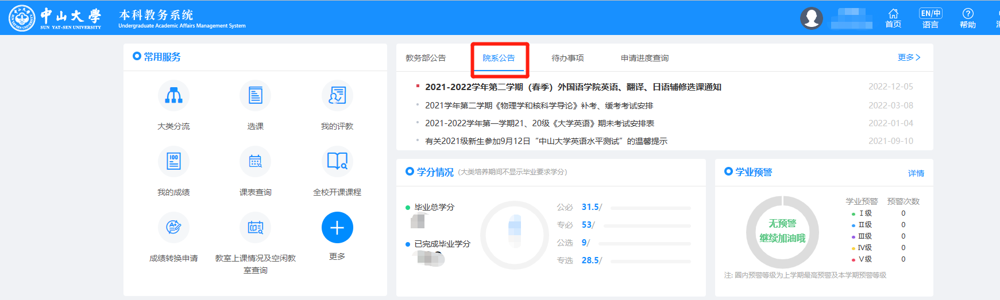 中山大學
SUN YAT-SEN UNIVERSITY
本科教务系统
Undergraduate Academic Affairs Management System
首页
EN/中
语言
帮助
常用服务
大类分流
选课
我的评教
100
我的成绩
课表查询
全校开课课程
A+
成绩转换申请
教室上课情况及空闲教
室查询
更多
教务部公告
院系公告
待办事项
申请进度查询
更多
2021-2022学年第二学期（春季）外国语学院英语、翻译、日语辅修选课通知 2022-12-05
2021学年第二学期《物理学和核科学导论》补考、缓考考试安排 2022-03-08
2021-2022学年第一学期21、20级《大学英语》期末考试安排表 2022-01-04
有关2021级新生参加9月12日“中山大学英语水平测试”的温馨提示 2021-09-10
学分情况 (大类培养期间不显示毕业要求学分)
毕业总学分
已完成毕业学分
公必 31.5/
专必 53/
公选 9/
专选 28.5/
学业预警
详情
无预警
继续加油哦
学业预警 预警次数
Ⅰ级 0
Ⅱ级 0
Ⅲ级 0
Ⅳ级 0
Ⅴ级 0
注: 圈内预警等级为上学期最高预警及本学期预警等级